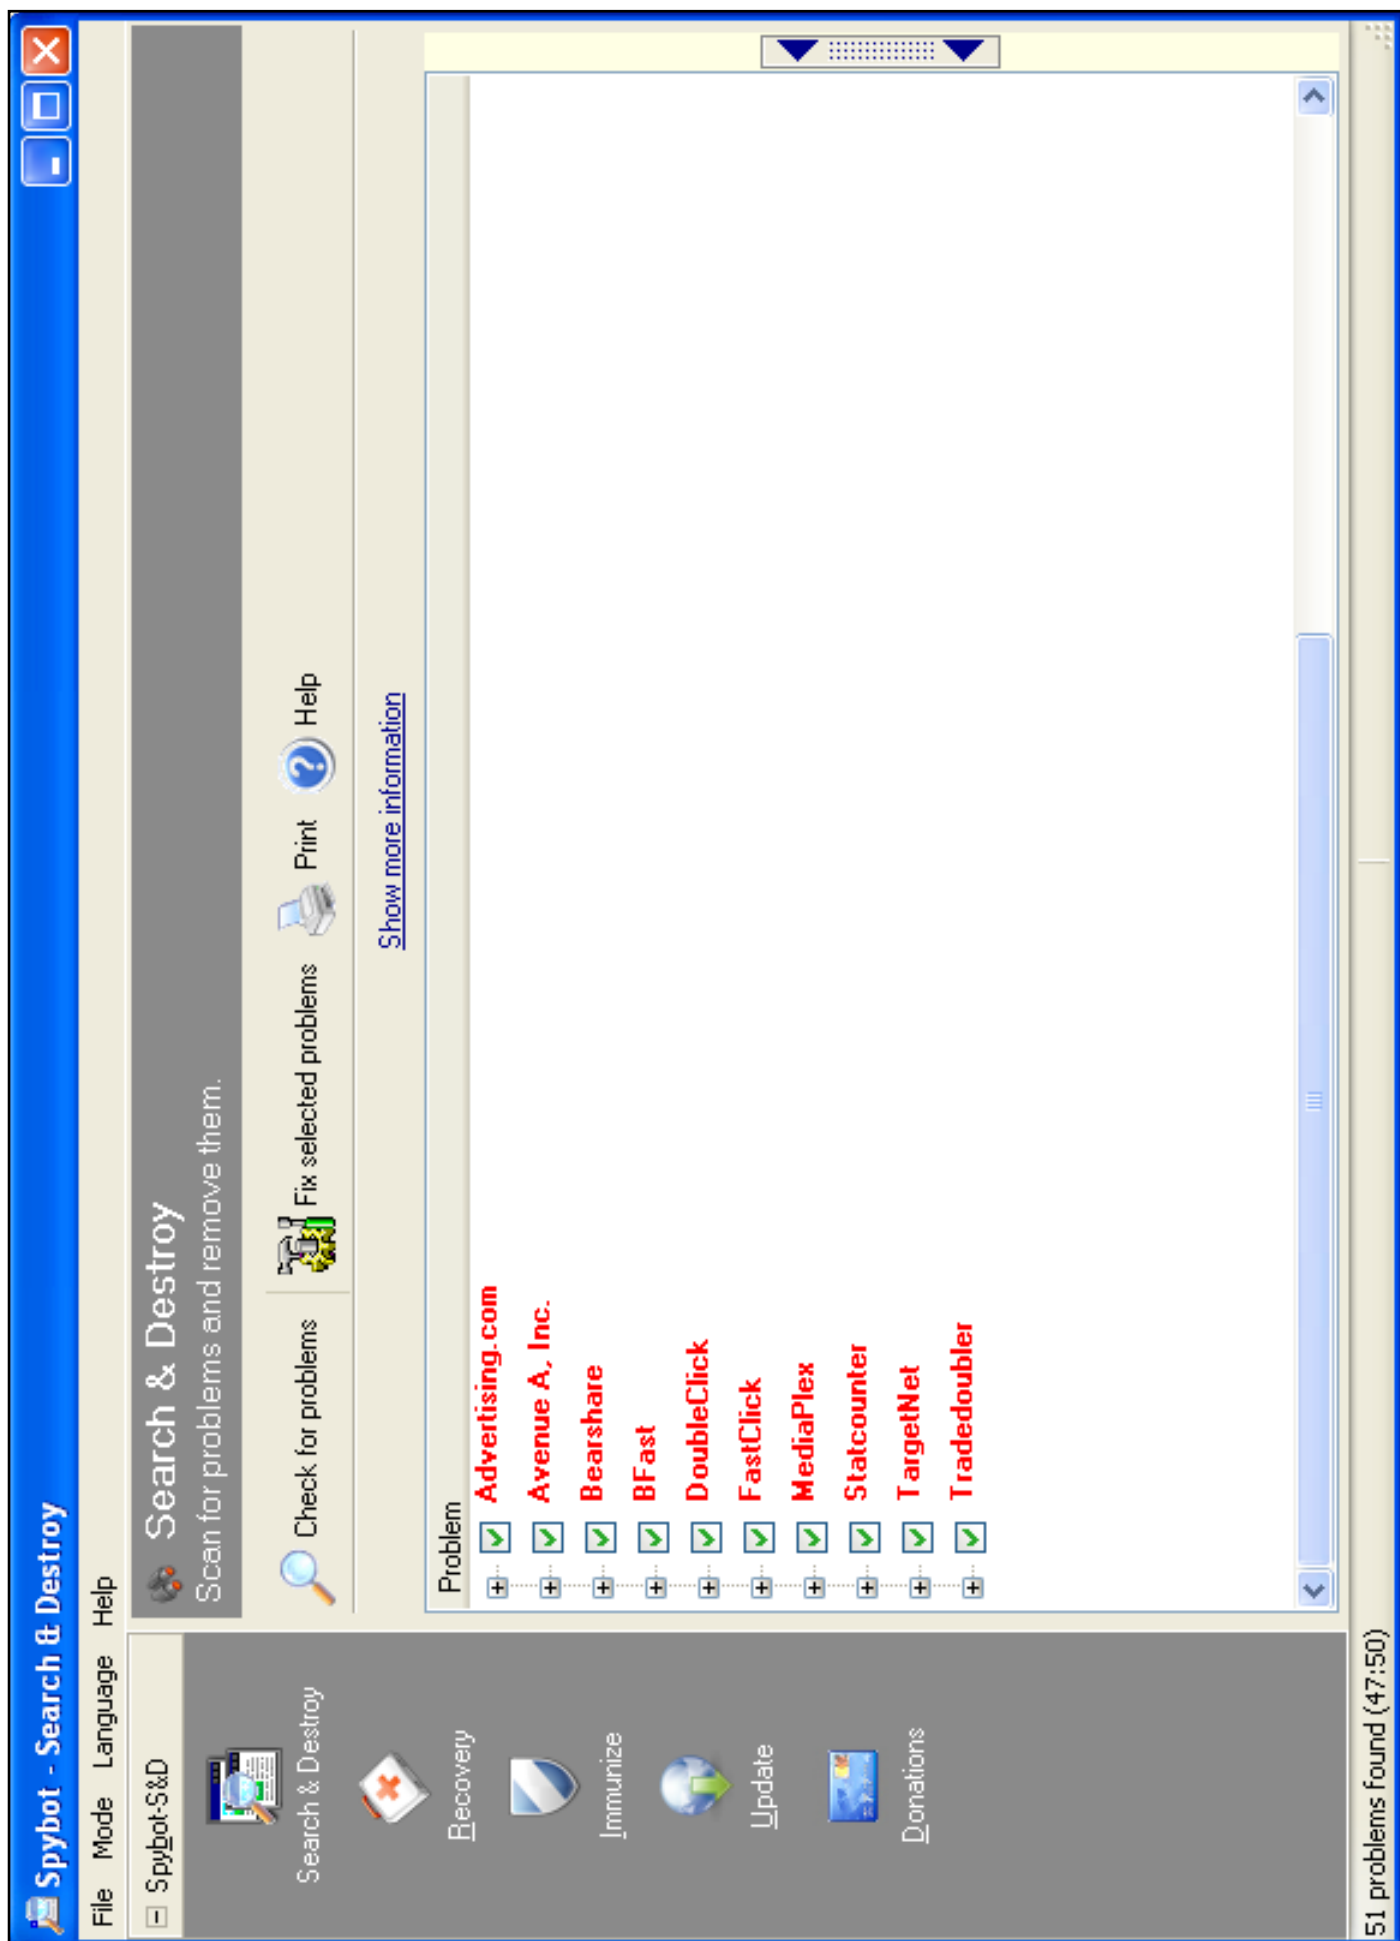 Spybot - Search & Destroy
File Mode Language Help
Spybot-S&D
Search & Destroy
Recovery
Immunize
Update
Donations
Search & Destroy
Scan for problems and remove them.
Check for problems
Fix selected problems
Print
Help
Show more information
Problem
Advertising.com
Avenue A, Inc.
Bearshare
BFast
DoubleClick
FastClick
MediaPlex
Statcounter
TargetNet
Tradedoubler
51 problems found (47:50)